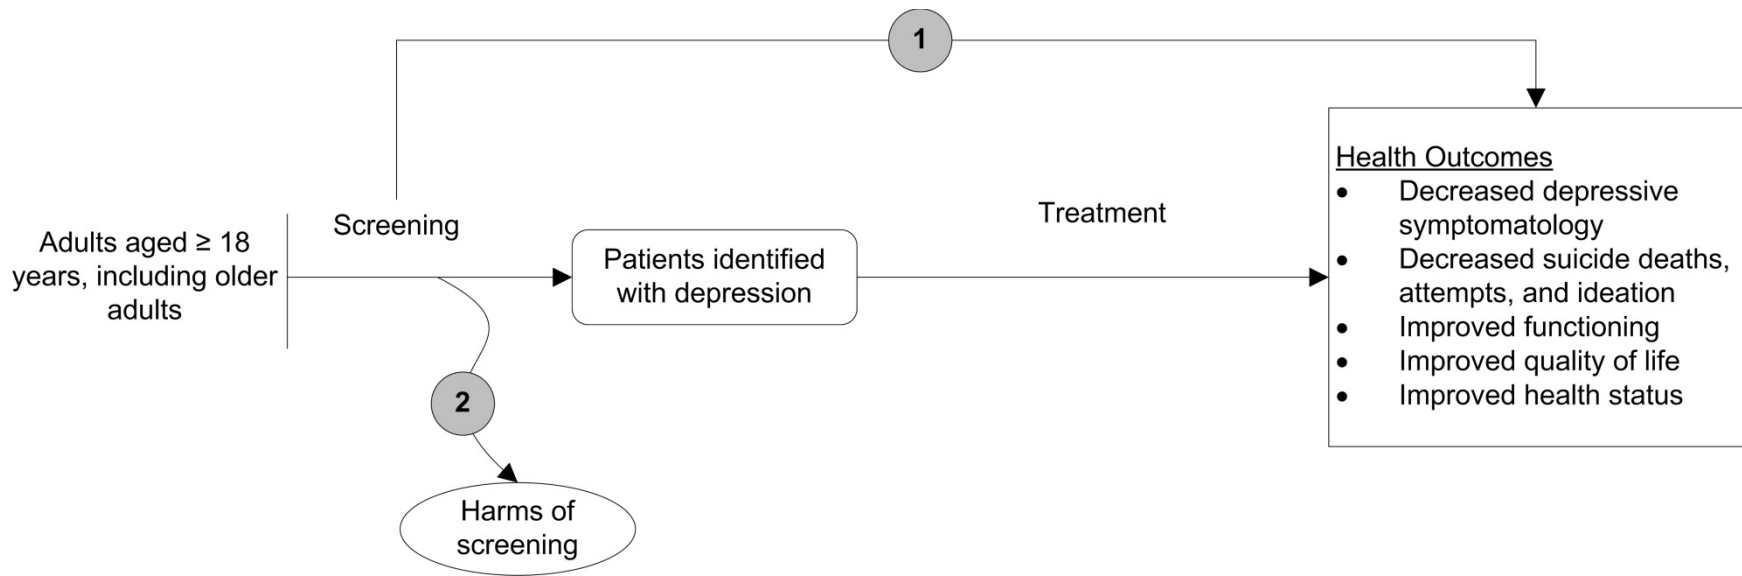 1
Adults aged ≥ 18
years, including older
adults
Screening
Patients identified
with depression
Treatment
Health Outcomes
• Decreased depressive
symptomatology
• Decreased suicide deaths,
attempts, and ideation
• Improved functioning
• Improved quality of life
• Improved health status
2
Harms of
screening